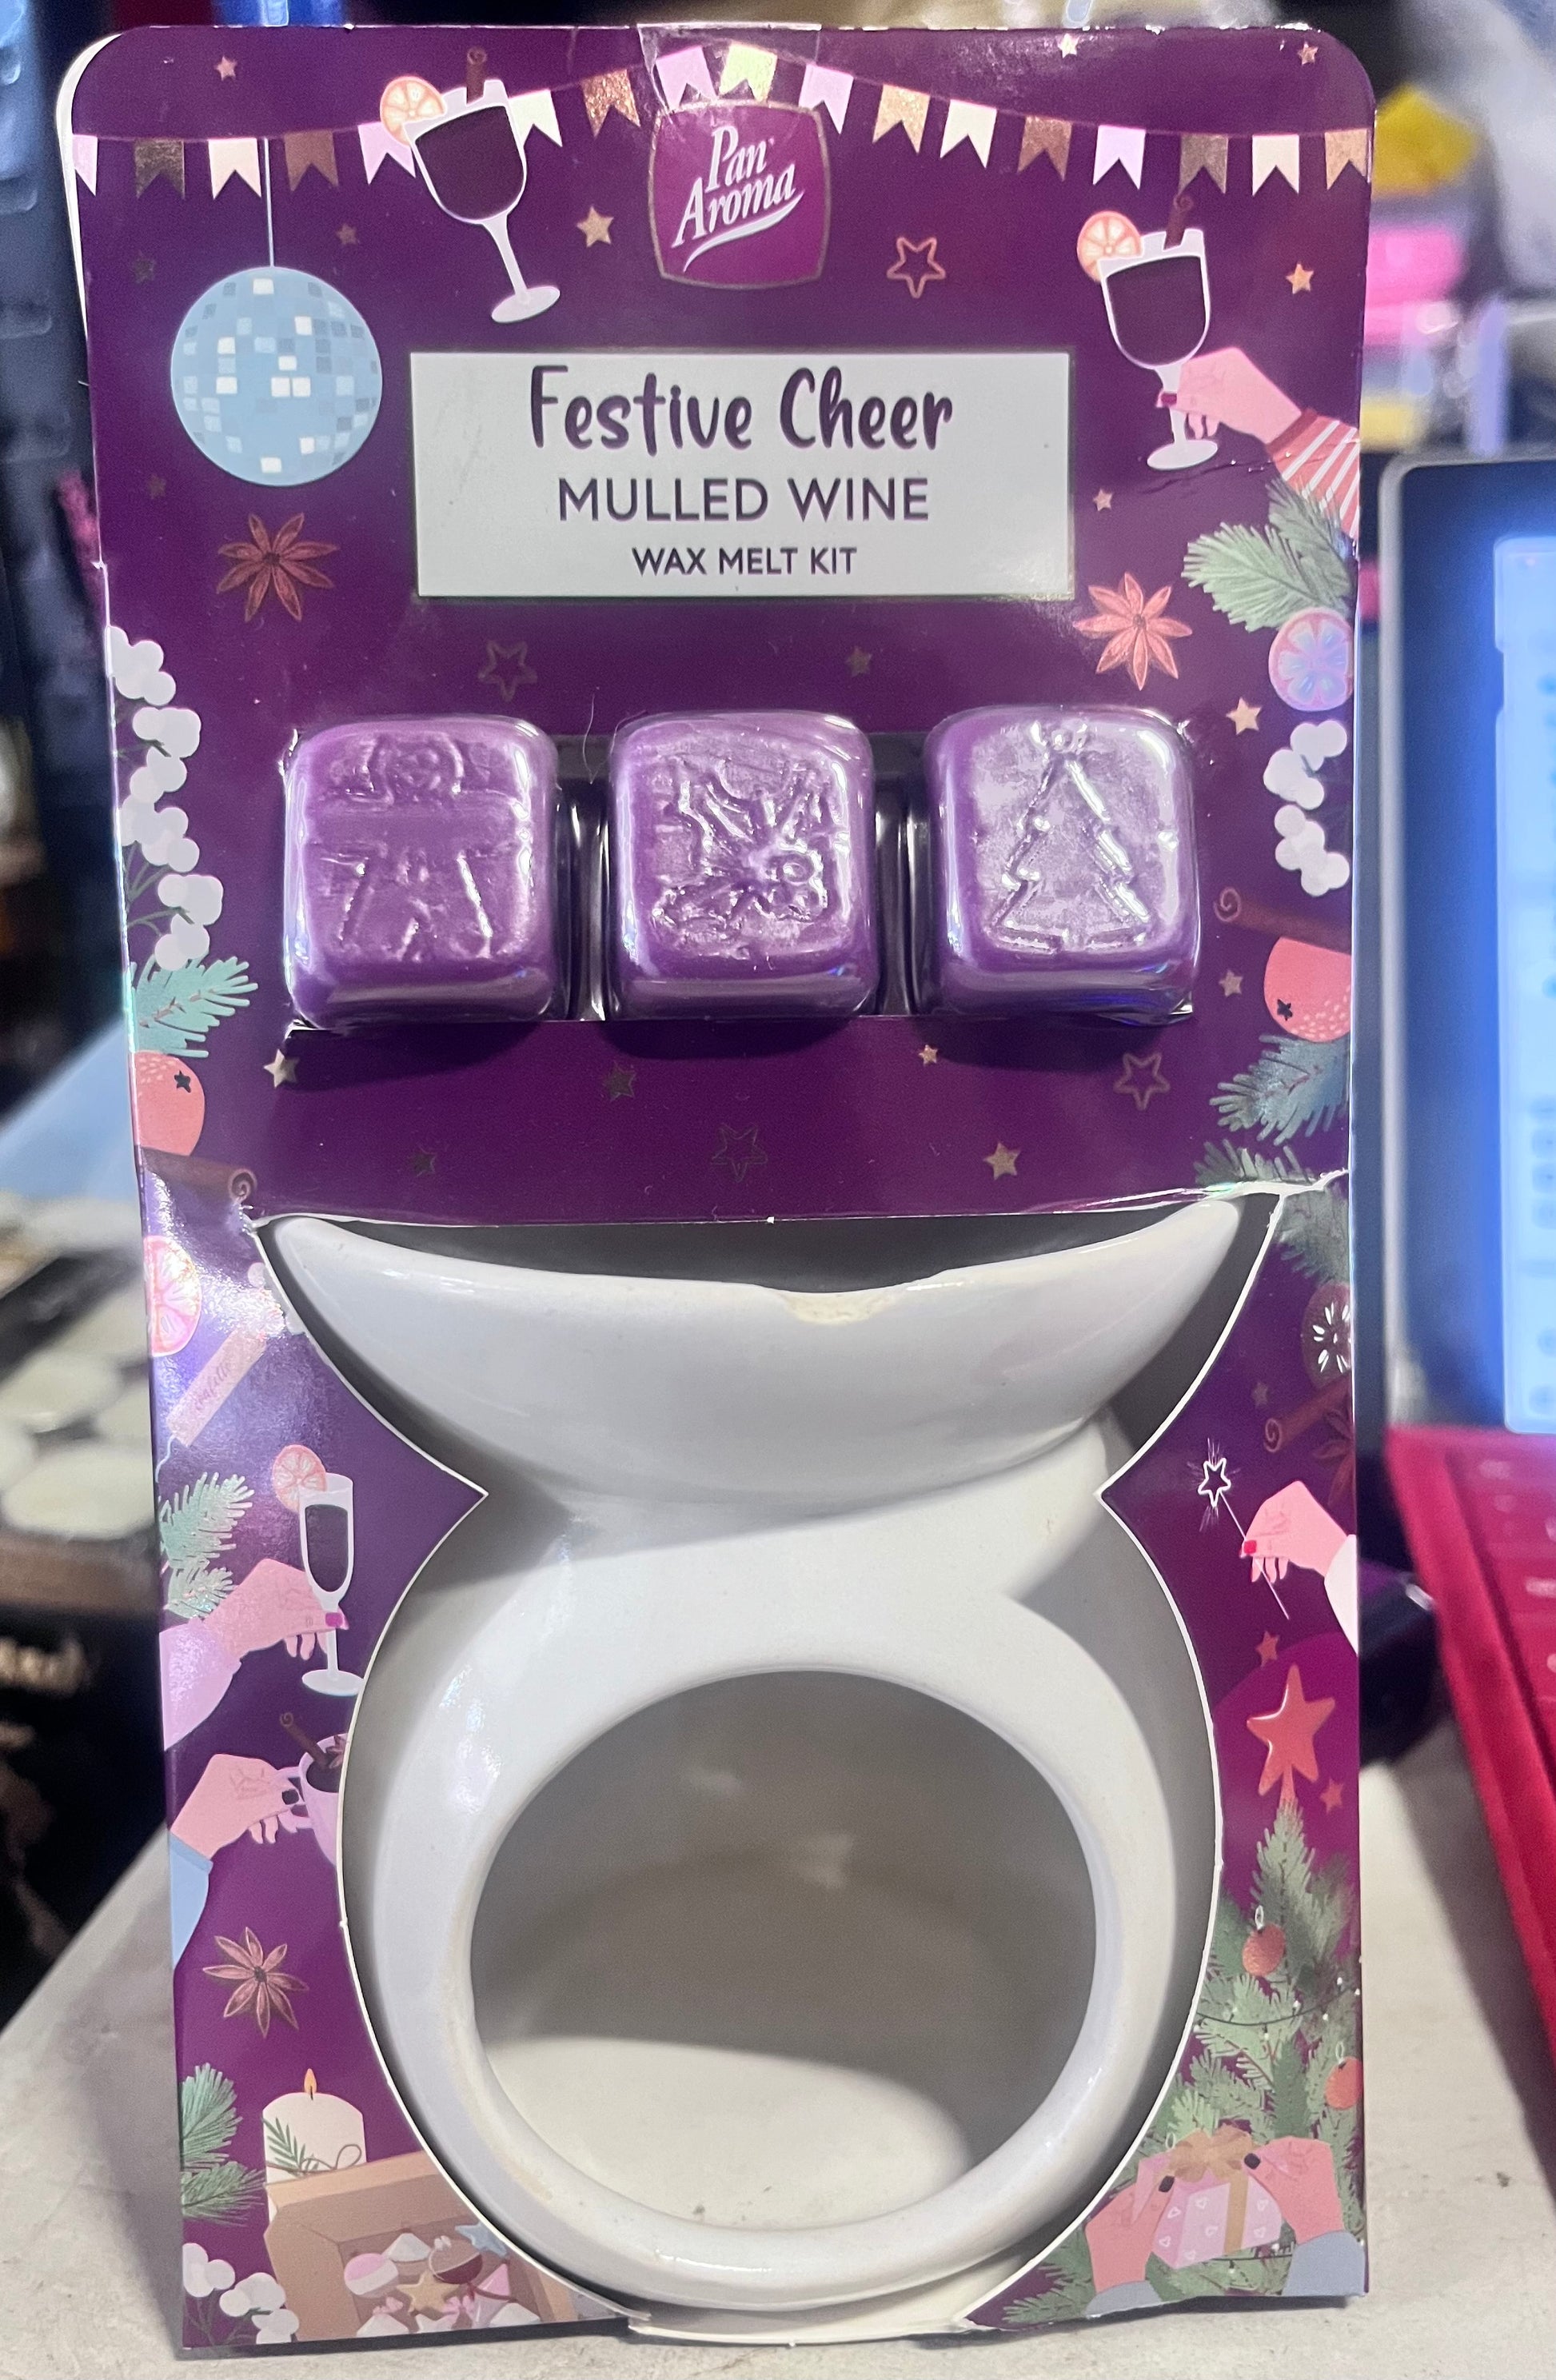 Pan
Aroma
Festive Cheer
MULLED WINE
WAX MELT KIT